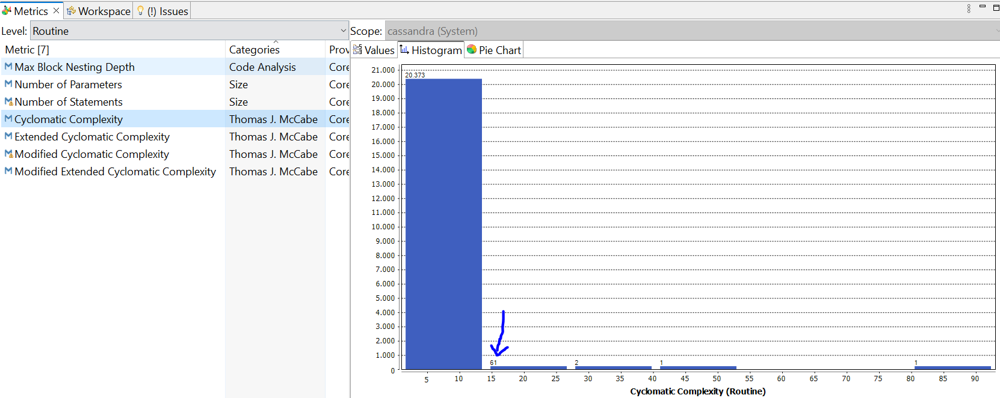 Metrics Workspace (!) Issues
Level: Routine Scope: cassandra (System)
Metric [7] Categories Prov
Values Histogram Pie Chart
Max Block Nesting Depth Code Analysis Core
Number of Parameters Size Core
Number of Statements Size Core
Cyclomatic Complexity Thomas J. McCabe Core
Extended Cyclomatic Complexity Thomas J. McCabe Core
Modified Cyclomatic Complexity Thomas J. McCabe Core
Modified Extended Cyclomatic Complexity Thomas J. McCabe Core
21.000
20.373
20.000
19.000
18.000
17.000
16.000
15.000
14.000
13.000
12.000
11.000
10.000
9.000
8.000
7.000
6.000
5.000
4.000
3.000
2.000
1.000
61 2 1 1
0
5 10 15 20 25 30 35 40 45 50 55 60 65 70 75 80 85 90
Cyclomatic Complexity (Routine)